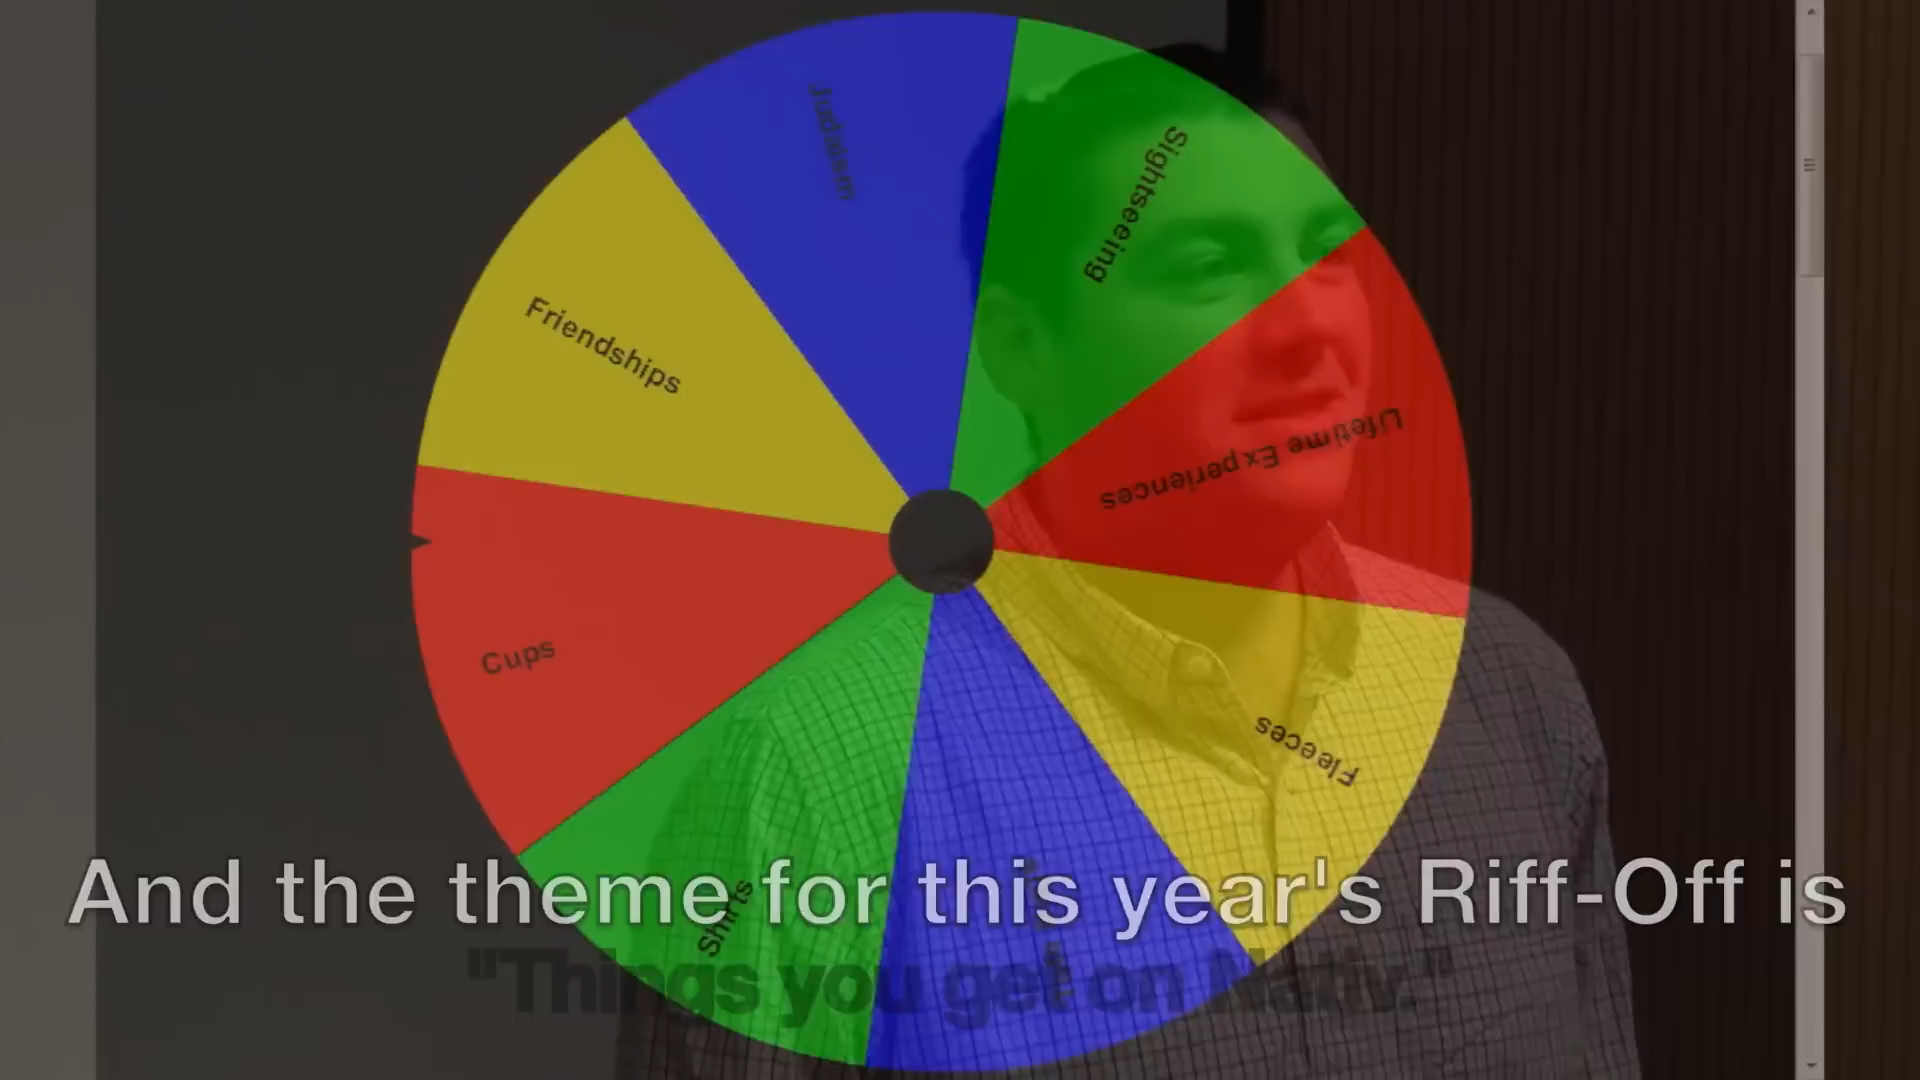 Judaism
Sightseeing
Friendships
Lifetime Experiences
Cups
Fleeces
Shirts
And the theme for this year's Riff-Off is
"Things you get on Nativ."